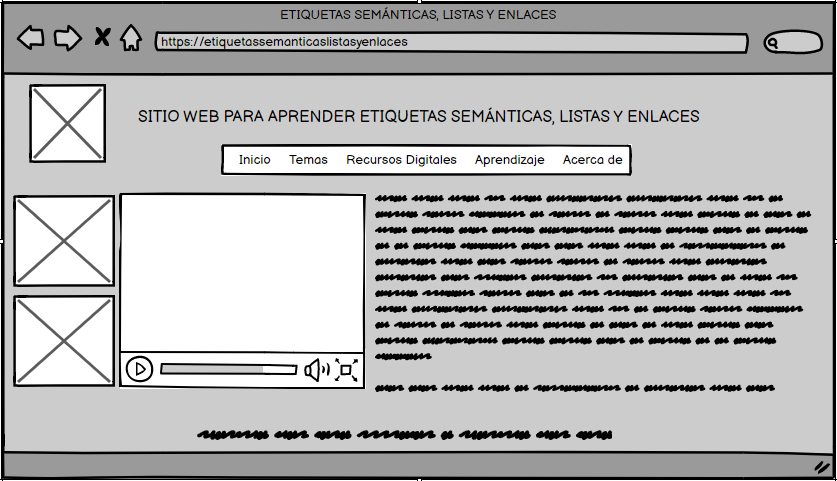 ETIQUETAS SEMÁNTICAS, LISTAS Y ENLACES
https://etiquetassemanticaslistasyenlaces
SITIO WEB PARA APRENDER ETIQUETAS SEMÁNTICAS, LISTAS Y ENLACES
Inicio Temas Recursos Digitales Aprendizaje Acerca de